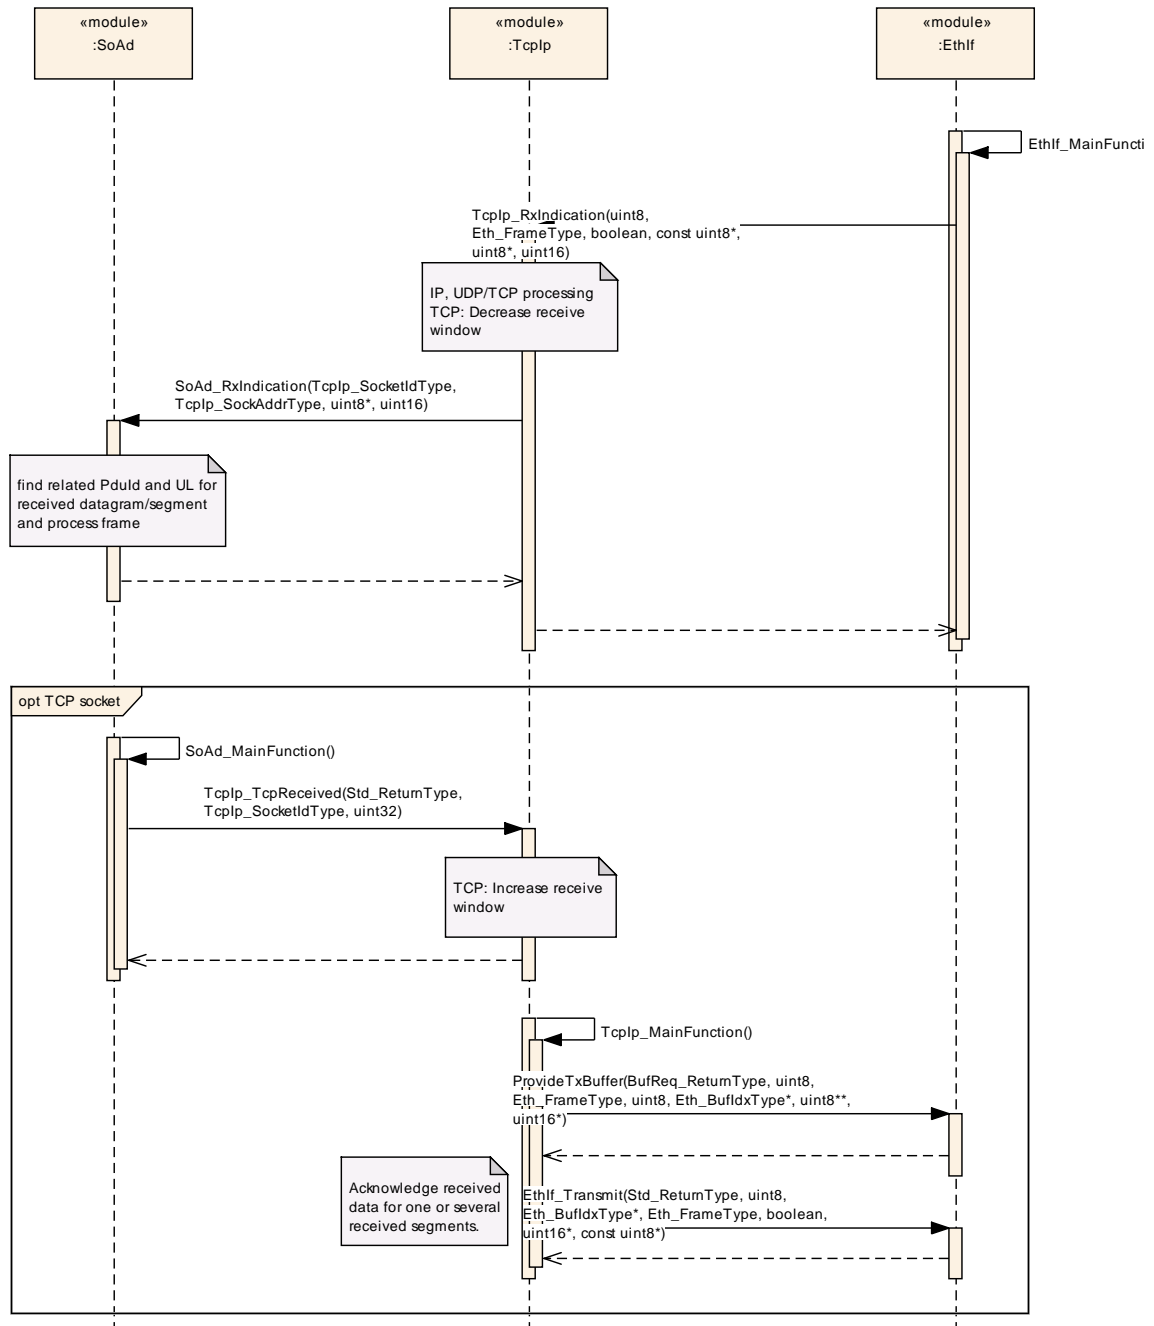 «module»
:SoAd
«module»
:TcpIp
«module»
:EthIf
EthIf_MainFuncti
TcpIp_RxIndication(uint8,
Eth_FrameType, boolean, const uint8*,
uint8*, uint16)
IP, UDP/TCP processing
TCP: Decrease receive
window
SoAd_RxIndication(TcpIp_SocketIdType,
TcpIp_SockAddrType, uint8*, uint16)
find related PduId and UL for
received datagram/segment
and process frame
opt TCP socket
SoAd_MainFunction()
TcpIp_TcpReceived(Std_ReturnType,
TcpIp_SocketIdType, uint32)
TCP: Increase receive
window
TcpIp_MainFunction()
ProvideTxBuffer(BufReq_ReturnType, uint8,
Eth_FrameType, uint8, Eth_BufIdxType*, uint8**,
uint16*)
Acknowledge received
data for one or several
received segments.
EthIf_Transmit(Std_ReturnType, uint8,
Eth_BufIdxType*, Eth_FrameType, boolean,
uint16*, const uint8*)